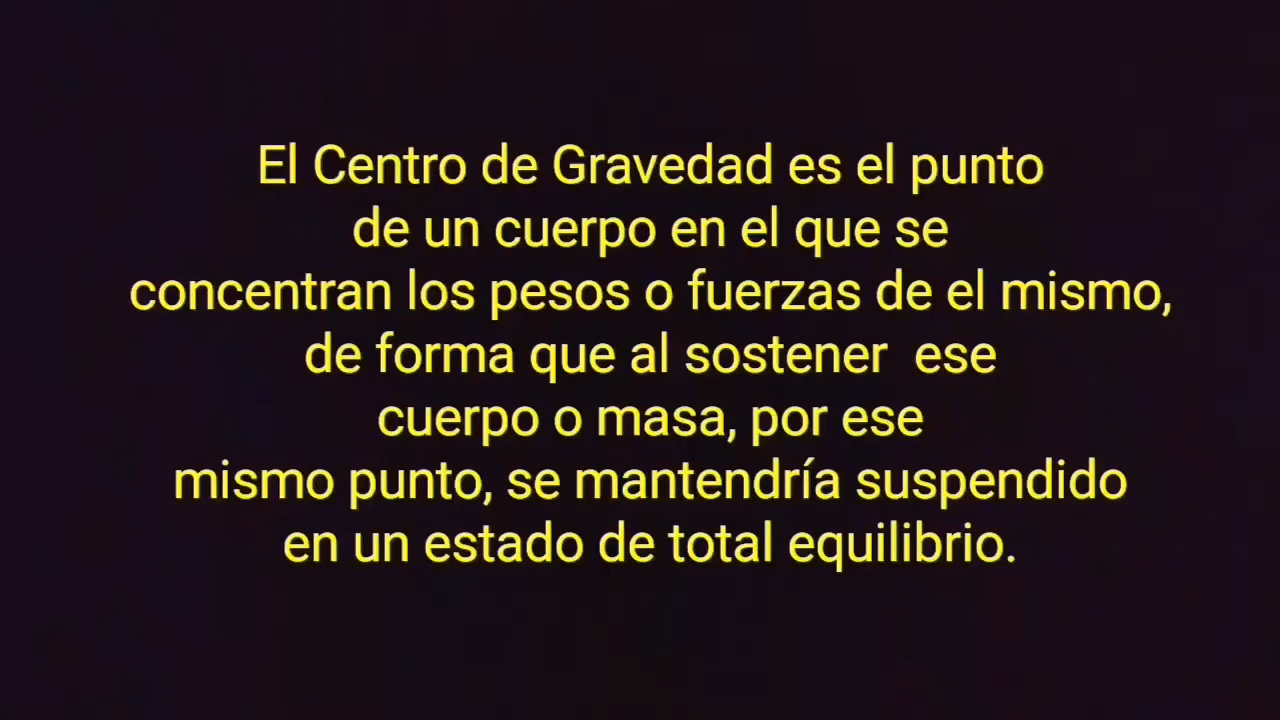 El Centro de Gravedad es el punto
de un cuerpo en el que se
concentran los pesos o fuerzas de el mismo,
de forma que al sostener  ese
cuerpo o masa, por ese
mismo punto, se mantendría suspendido
en un estado de total equilibrio.